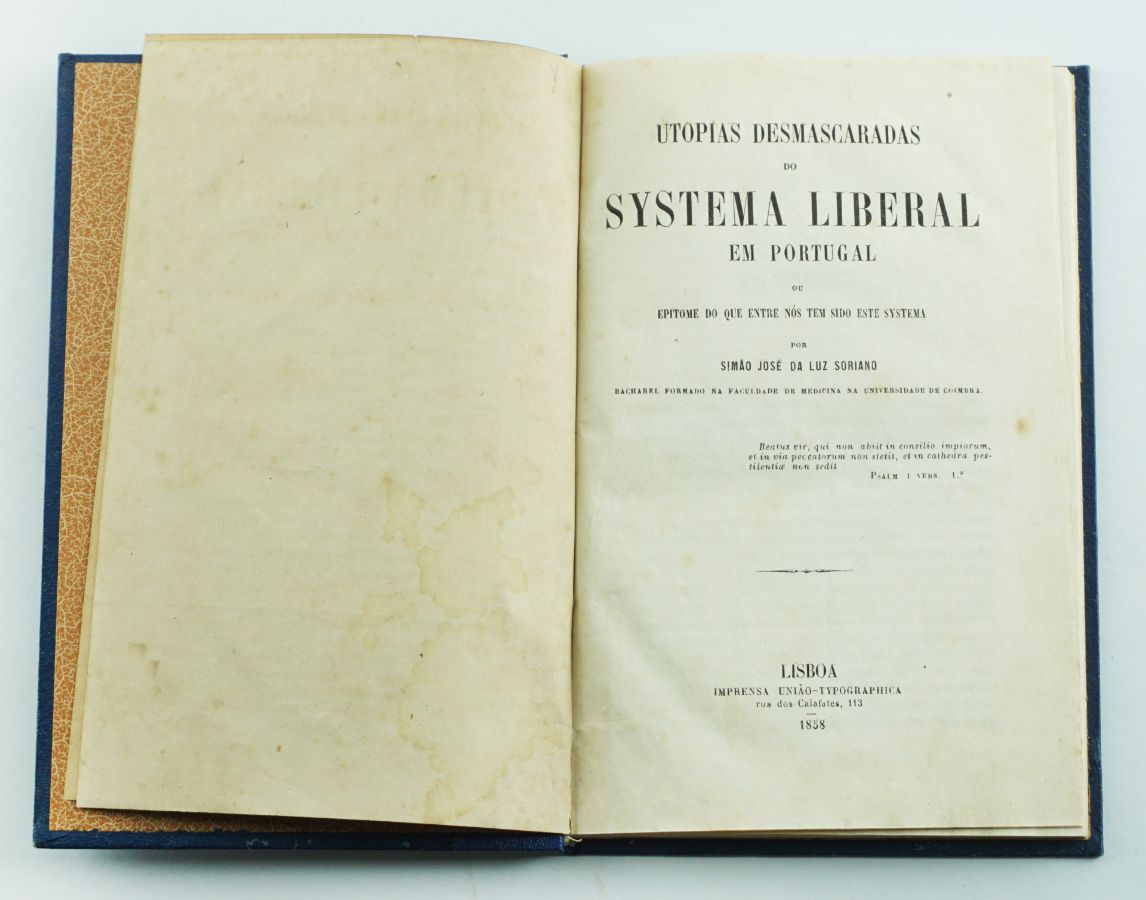 UTOPIAS DESMASCARADAS
DO
SYSTEMA LIBERAL
EM PORTUGAL
OU
EPITOME DO QUE ENTRE NÓS TEM SIDO ESTE SYSTEMA
POR
SIMÃO JOSÉ DA LUZ SORIANO
BACHAREL FORMADO NA FACULDADE DE MEDICINA NA UNIVERSIDADE DE COIMBRA.
Beatus vir, qui non abiit in consilio impiorum,
et in via peccatorum non stetit, et in cathedra pes-
tilentiæ non sedit
PSALM 1 VERS. 1.º
LISBOA
IMPRENSA UNIÃO-TYPOGRAPHICA
rua dos Calafates, 113
1858